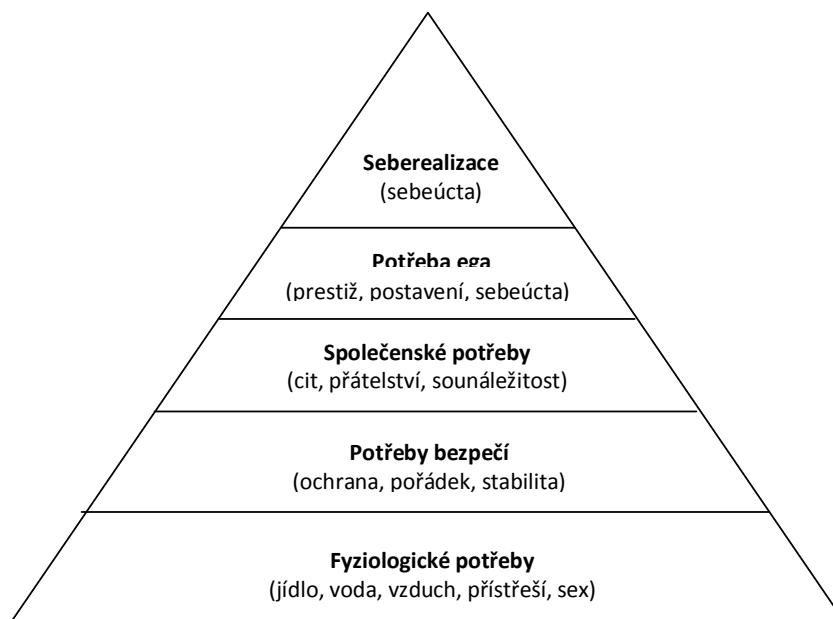 Seberealizace
(sebeúcta)
Potřeba ega
(prestiž, postavení, sebeúcta)
Společenské potřeby
(cit, přátelství, sounáležitost)
Potřeby bezpečí
(ochrana, pořádek, stabilita)
Fyziologické potřeby
(jídlo, voda, vzduch, přístřeší, sex)